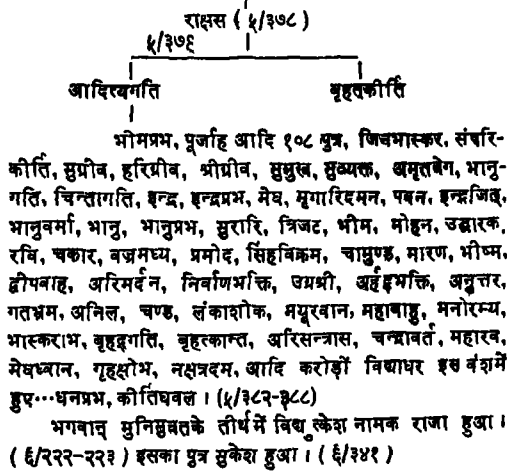 राक्षस ( ५/३७८ )
५/३७६
आदित्यगति बृहत्कीर्ति
भीमप्रभ, पूर्जाह आदि १०८ पुत्र, जिनभास्कर, संपरि-
कीर्ति, सुग्रीव, हरिग्रीव, श्रीग्रीव, सुमुख, सुव्यक्त, अमृतवेग, भानु-
गति, चिन्तागति, इन्द्र, इन्द्रप्रभ, मेघ, मृगारिदमन, पवन, इन्द्रजित्,
भानुवर्मा, भानु, भानुप्रभ, सुरारि, त्रिजट, भीम, मोहन, उद्धारक,
रवि, चकार, वज्रमध्य, प्रमोद, सिंहविक्रम, चामुण्ड, मारण, भीष्म,
द्वीपवाह, अरिमर्दन, निर्वाणभक्ति, उग्रश्री, अर्हद्भक्ति, अनुत्तर,
गतभ्रम, अनिल, चण्ड, लंकाशोक, मयूरवान, महाबाहु, मनोरम्य,
भास्कराभ, बृहद्गति, बृहत्कान्त, अरिसन्त्रास, चन्द्रावर्त, महारव,
मेघध्वान, गृहक्षोभ, नक्षत्रदम, आदि करोड़ों विद्याधर इस वंशमें
हुए···धनप्रभ, कीर्तिधवल । (५/३८२-३८८)
भगवान् मुनिसुव्रतके तीर्थमें विद्युत्केश नामक राजा हुआ ।
( ६/२२२-२२३ ) इसका पुत्र सुकेश हुआ । ( ६/३४१ )